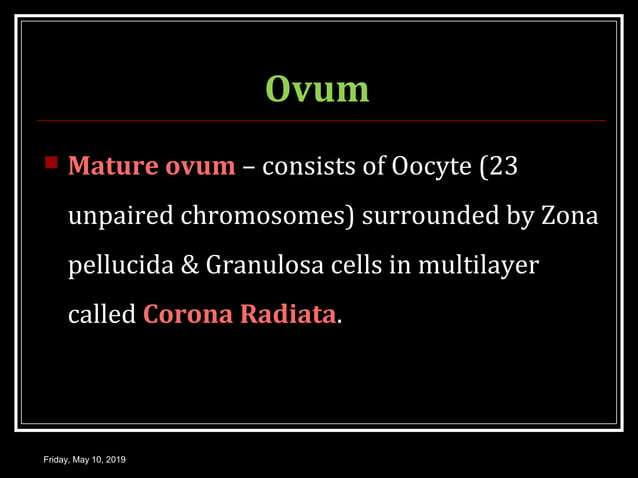 Ovum
Mature ovum – consists of Oocyte (23
unpaired chromosomes) surrounded by Zona
pellucida & Granulosa cells in multilayer
called Corona Radiata.
Friday, May 10, 2019